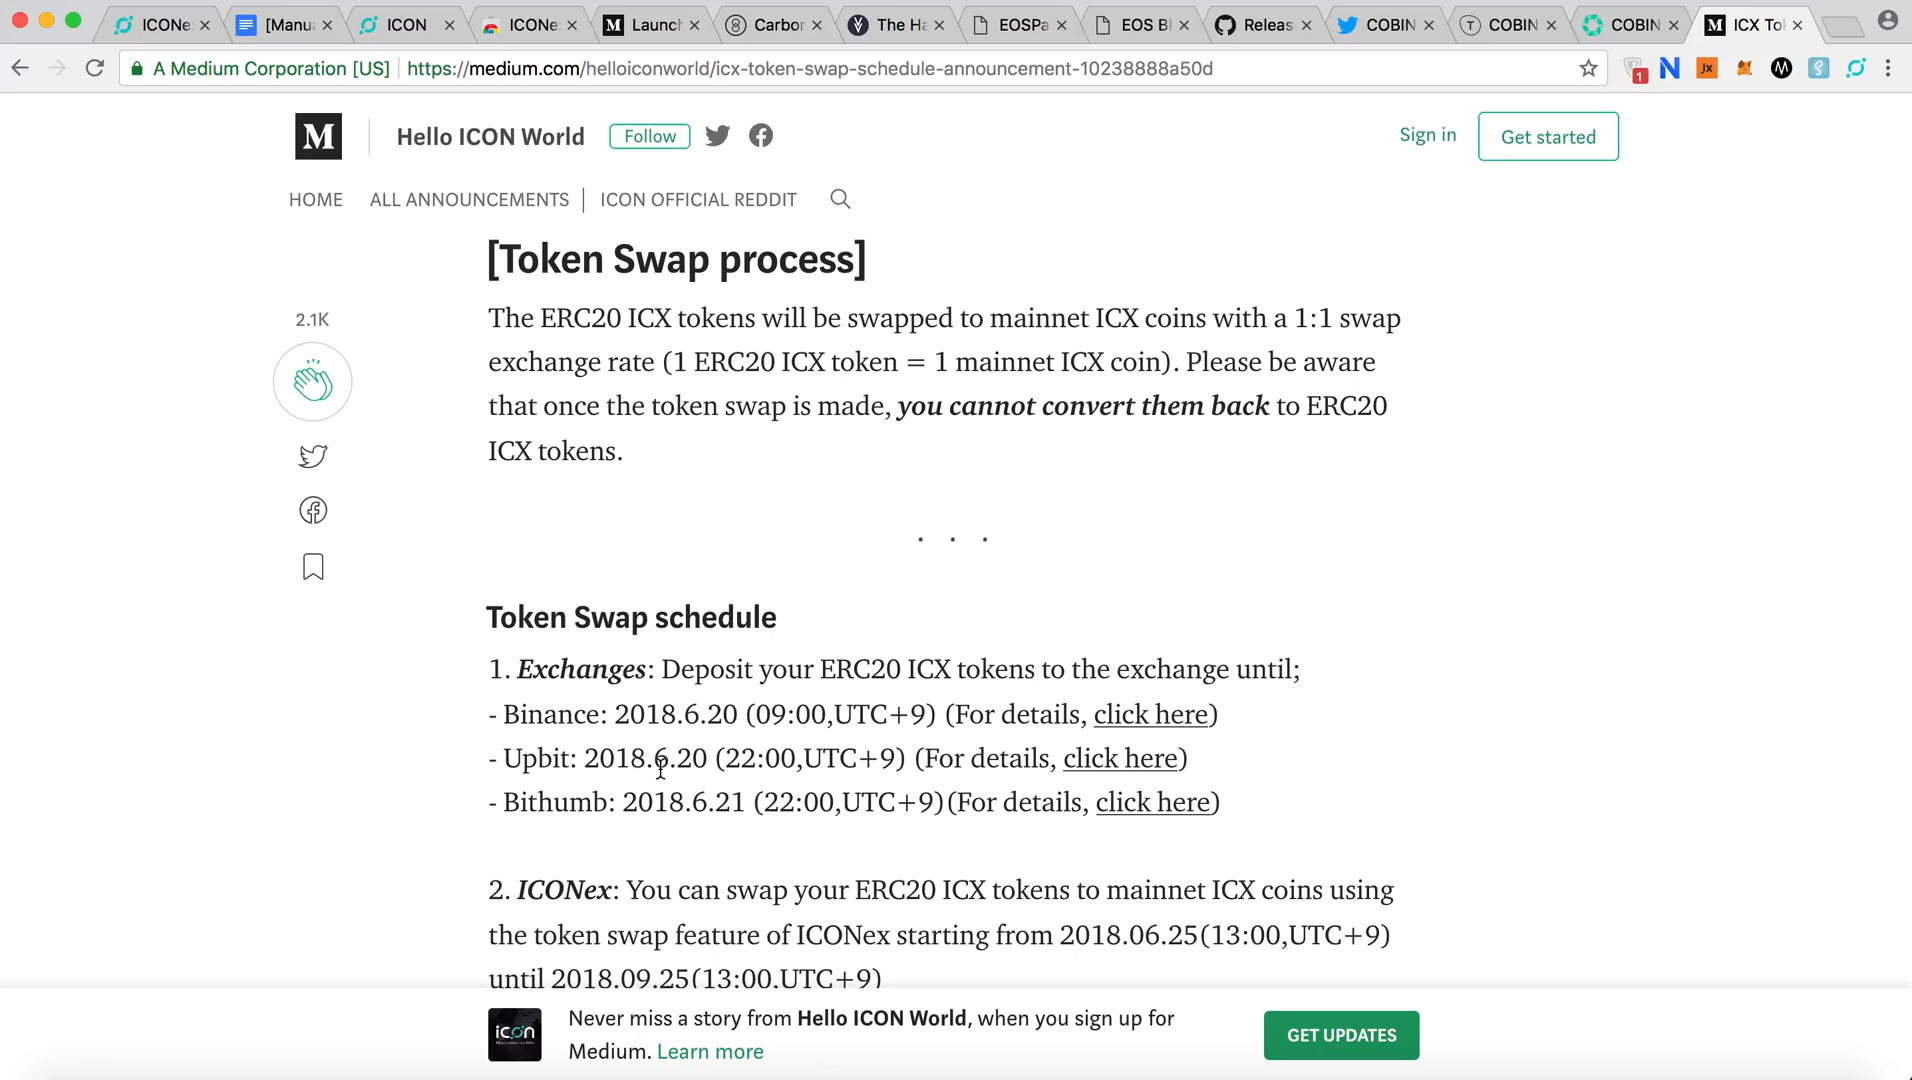 ICONe
[Manu
ICON
ICONe
Launch
Carbor
The Ha
EOSPa
EOS Bl
Releas
COBIN
COBIN
COBIN
ICX Tol
A Medium Corporation [US] https://medium.com/helloiconworld/icx-token-swap-schedule-announcement-10238888a50d
1
Hello ICON World
Follow
Sign in
Get started
HOME
ALL ANNOUNCEMENTS
ICON OFFICIAL REDDIT
[Token Swap process]
The ERC20 ICX tokens will be swapped to mainnet ICX coins with a 1:1 swap
exchange rate (1 ERC20 ICX token = 1 mainnet ICX coin). Please be aware
that once the token swap is made, you cannot convert them back to ERC20
ICX tokens.
2.1K
. . .
Token Swap schedule
1. Exchanges: Deposit your ERC20 ICX tokens to the exchange until;
- Binance: 2018.6.20 (09:00,UTC+9) (For details, click here)
- Upbit: 2018.6.20 (22:00,UTC+9) (For details, click here)
- Bithumb: 2018.6.21 (22:00,UTC+9)(For details, click here)
2. ICONex: You can swap your ERC20 ICX tokens to mainnet ICX coins using
the token swap feature of ICONex starting from 2018.06.25(13:00,UTC+9)
until 2018.09.25(13:00,UTC+9)
icon
Never miss a story from Hello ICON World, when you sign up for
Medium. Learn more
GET UPDATES